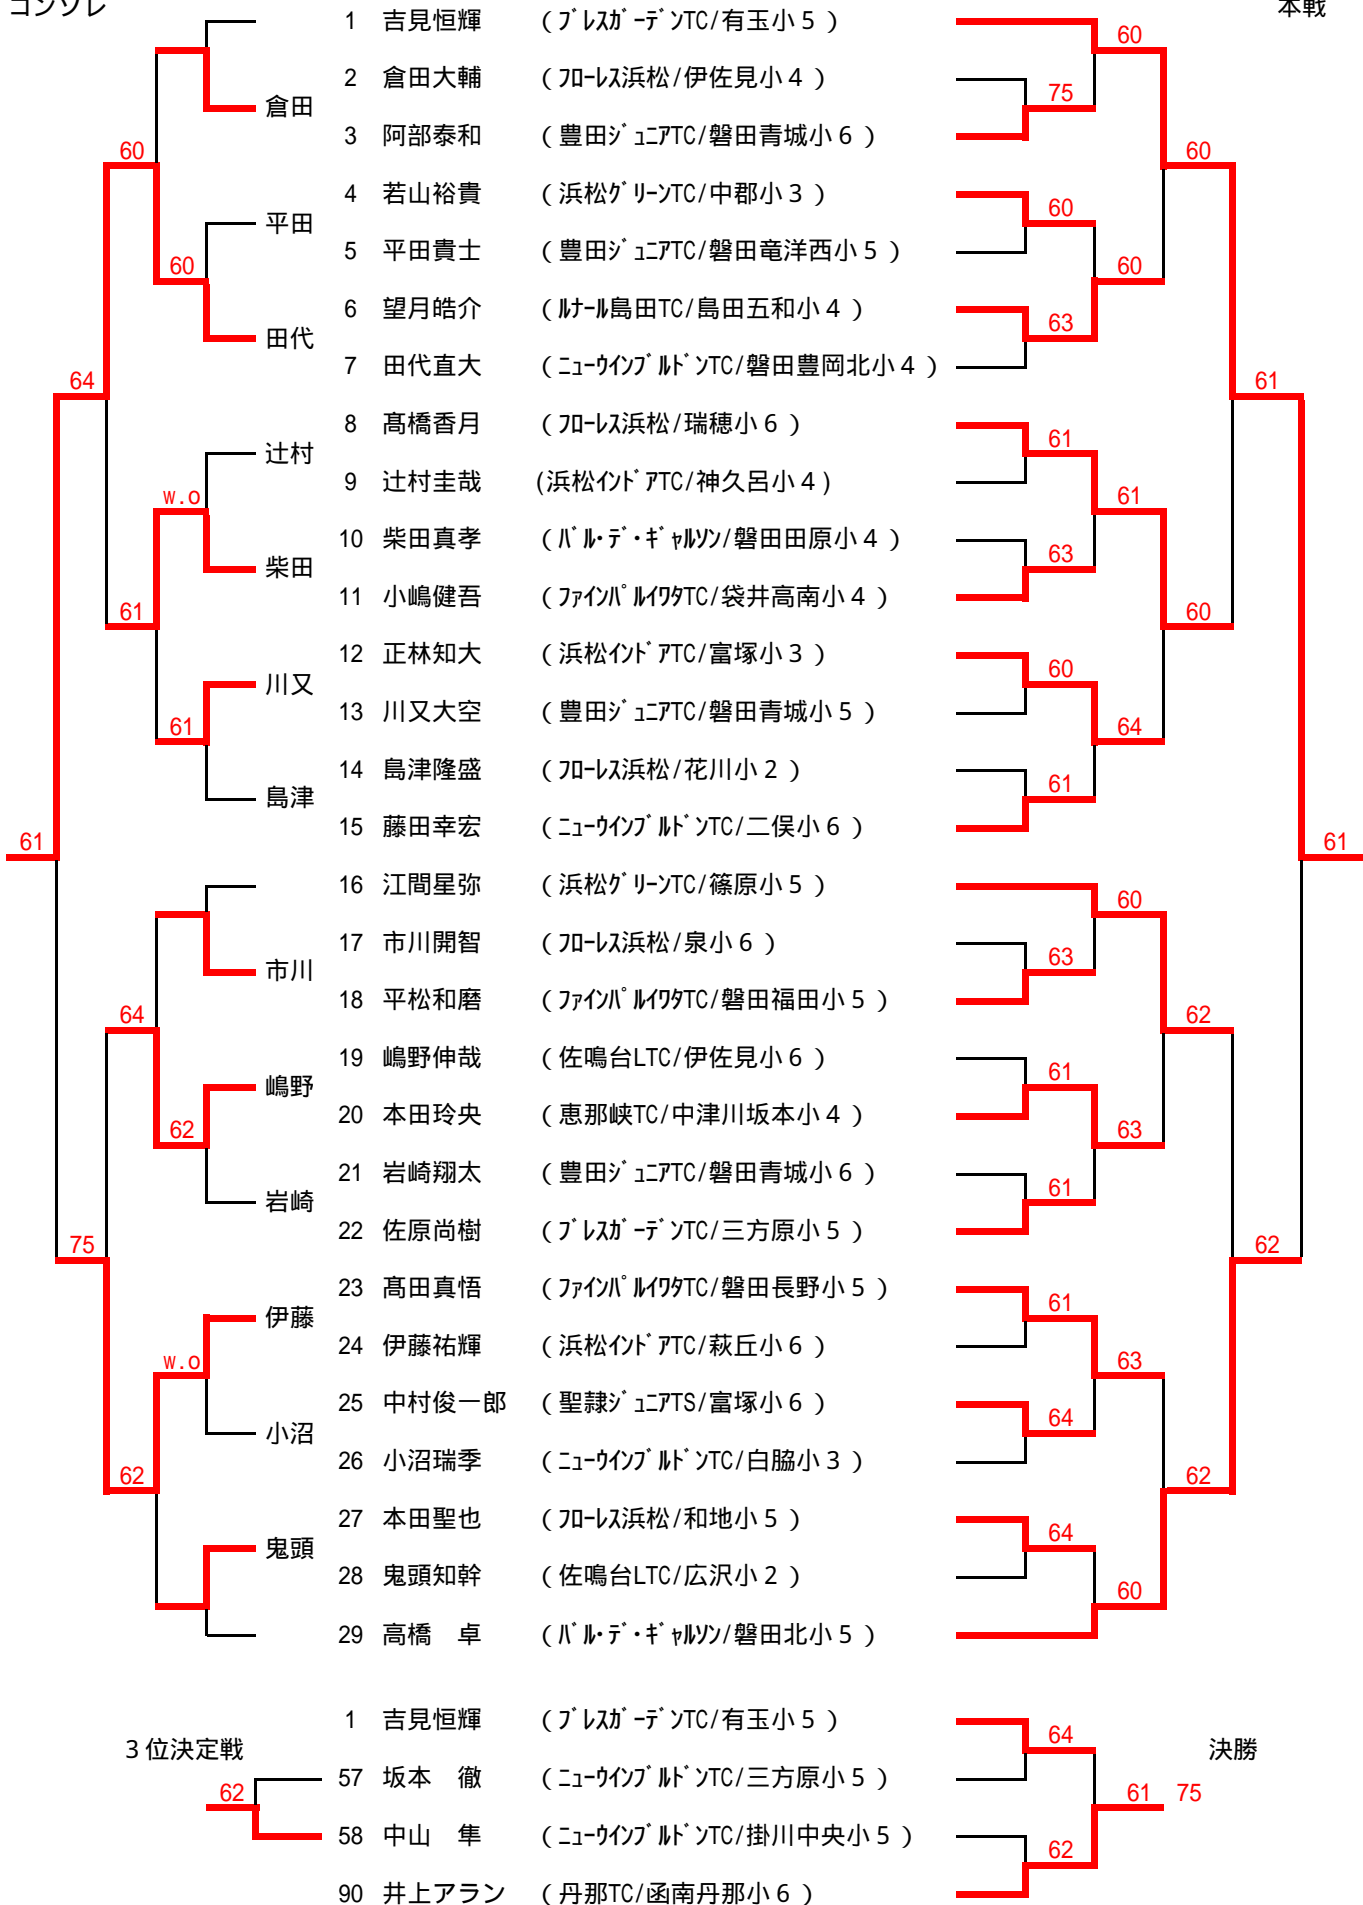 コンソレ 本戦
1 吉見恒輝 (ﾌﾞﾚｽｶﾞｰﾃﾞﾝTC/有玉小５)
60
2 倉田大輔 (ﾌﾛｰﾚｽ浜松/伊佐見小４)
倉田 75
3 阿部泰和 (豊田ｼﾞｭﾆｱTC/磐田青城小６)
60 60
4 若山裕貴 (浜松ｸﾞﾘｰﾝTC/中郡小３)
平田 60
5 平田貴士 (豊田ｼﾞｭﾆｱTC/磐田竜洋西小５)
60 60
6 望月皓介 (ﾙﾅｰﾙ島田TC/島田五和小４)
田代 63
7 田代直大 (ﾆｭｰｳｲﾝﾌﾞﾙﾄﾞﾝTC/磐田豊岡北小４)
64 61
8 髙橋香月 (ﾌﾛｰﾚｽ浜松/瑞穂小６)
辻村 61
9 辻村圭哉 (浜松ｲﾝﾄﾞｱTC/神久呂小４)
w.o 61
10 柴田真孝 (ﾊﾞﾙ･ﾃﾞ･ｷﾞｬﾙｿﾝ/磐田田原小４)
柴田 63
11 小嶋健吾 (ﾌｧｲﾝﾊﾟﾙｲﾜﾀTC/袋井高南小４)
61 60
12 正林知大 (浜松ｲﾝﾄﾞｱTC/富塚小３)
川又 60
13 川又大空 (豊田ｼﾞｭﾆｱTC/磐田青城小５)
61 64
14 島津隆盛 (ﾌﾛｰﾚｽ浜松/花川小２)
島津 61
15 藤田幸宏 (ﾆｭｰｳｲﾝﾌﾞﾙﾄﾞﾝTC/二俣小６)
61 61
16 江間星弥 (浜松ｸﾞﾘｰﾝTC/篠原小５)
60
17 市川開智 (ﾌﾛｰﾚｽ浜松/泉小６)
市川 63
18 平松和磨 (ﾌｧｲﾝﾊﾟﾙｲﾜﾀTC/磐田福田小５)
64 62
19 嶋野伸哉 (佐鳴台LTC/伊佐見小６)
嶋野 61
20 本田玲央 (恵那峡TC/中津川坂本小４)
62 63
21 岩崎翔太 (豊田ｼﾞｭﾆｱTC/磐田青城小６)
岩崎 61
22 佐原尚樹 (ﾌﾞﾚｽｶﾞｰﾃﾞﾝTC/三方原小５)
75 62
23 髙田真悟 (ﾌｧｲﾝﾊﾟﾙｲﾜﾀTC/磐田長野小５)
伊藤 61
24 伊藤祐輝 (浜松ｲﾝﾄﾞｱTC/萩丘小６)
w.o 63
25 中村俊一郎 (聖隷ｼﾞｭﾆｱTS/富塚小６)
小沼 64
26 小沼瑞季 (ﾆｭｰｳｲﾝﾌﾞﾙﾄﾞﾝTC/白脇小３)
62 62
27 本田聖也 (ﾌﾛｰﾚｽ浜松/和地小５)
鬼頭 64
28 鬼頭知幹 (佐鳴台LTC/広沢小２)
60
29 高橋　卓 (ﾊﾞﾙ･ﾃﾞ･ｷﾞｬﾙｿﾝ/磐田北小５)
1 吉見恒輝 (ﾌﾞﾚｽｶﾞｰﾃﾞﾝTC/有玉小５)
３位決定戦 64 決勝
57 坂本　徹 (ﾆｭｰｳｲﾝﾌﾞﾙﾄﾞﾝTC/三方原小５)
62 61 75
58 中山　隼 (ﾆｭｰｳｲﾝﾌﾞﾙﾄﾞﾝTC/掛川中央小５)
62
90 井上アラン (丹那TC/函南丹那小６)